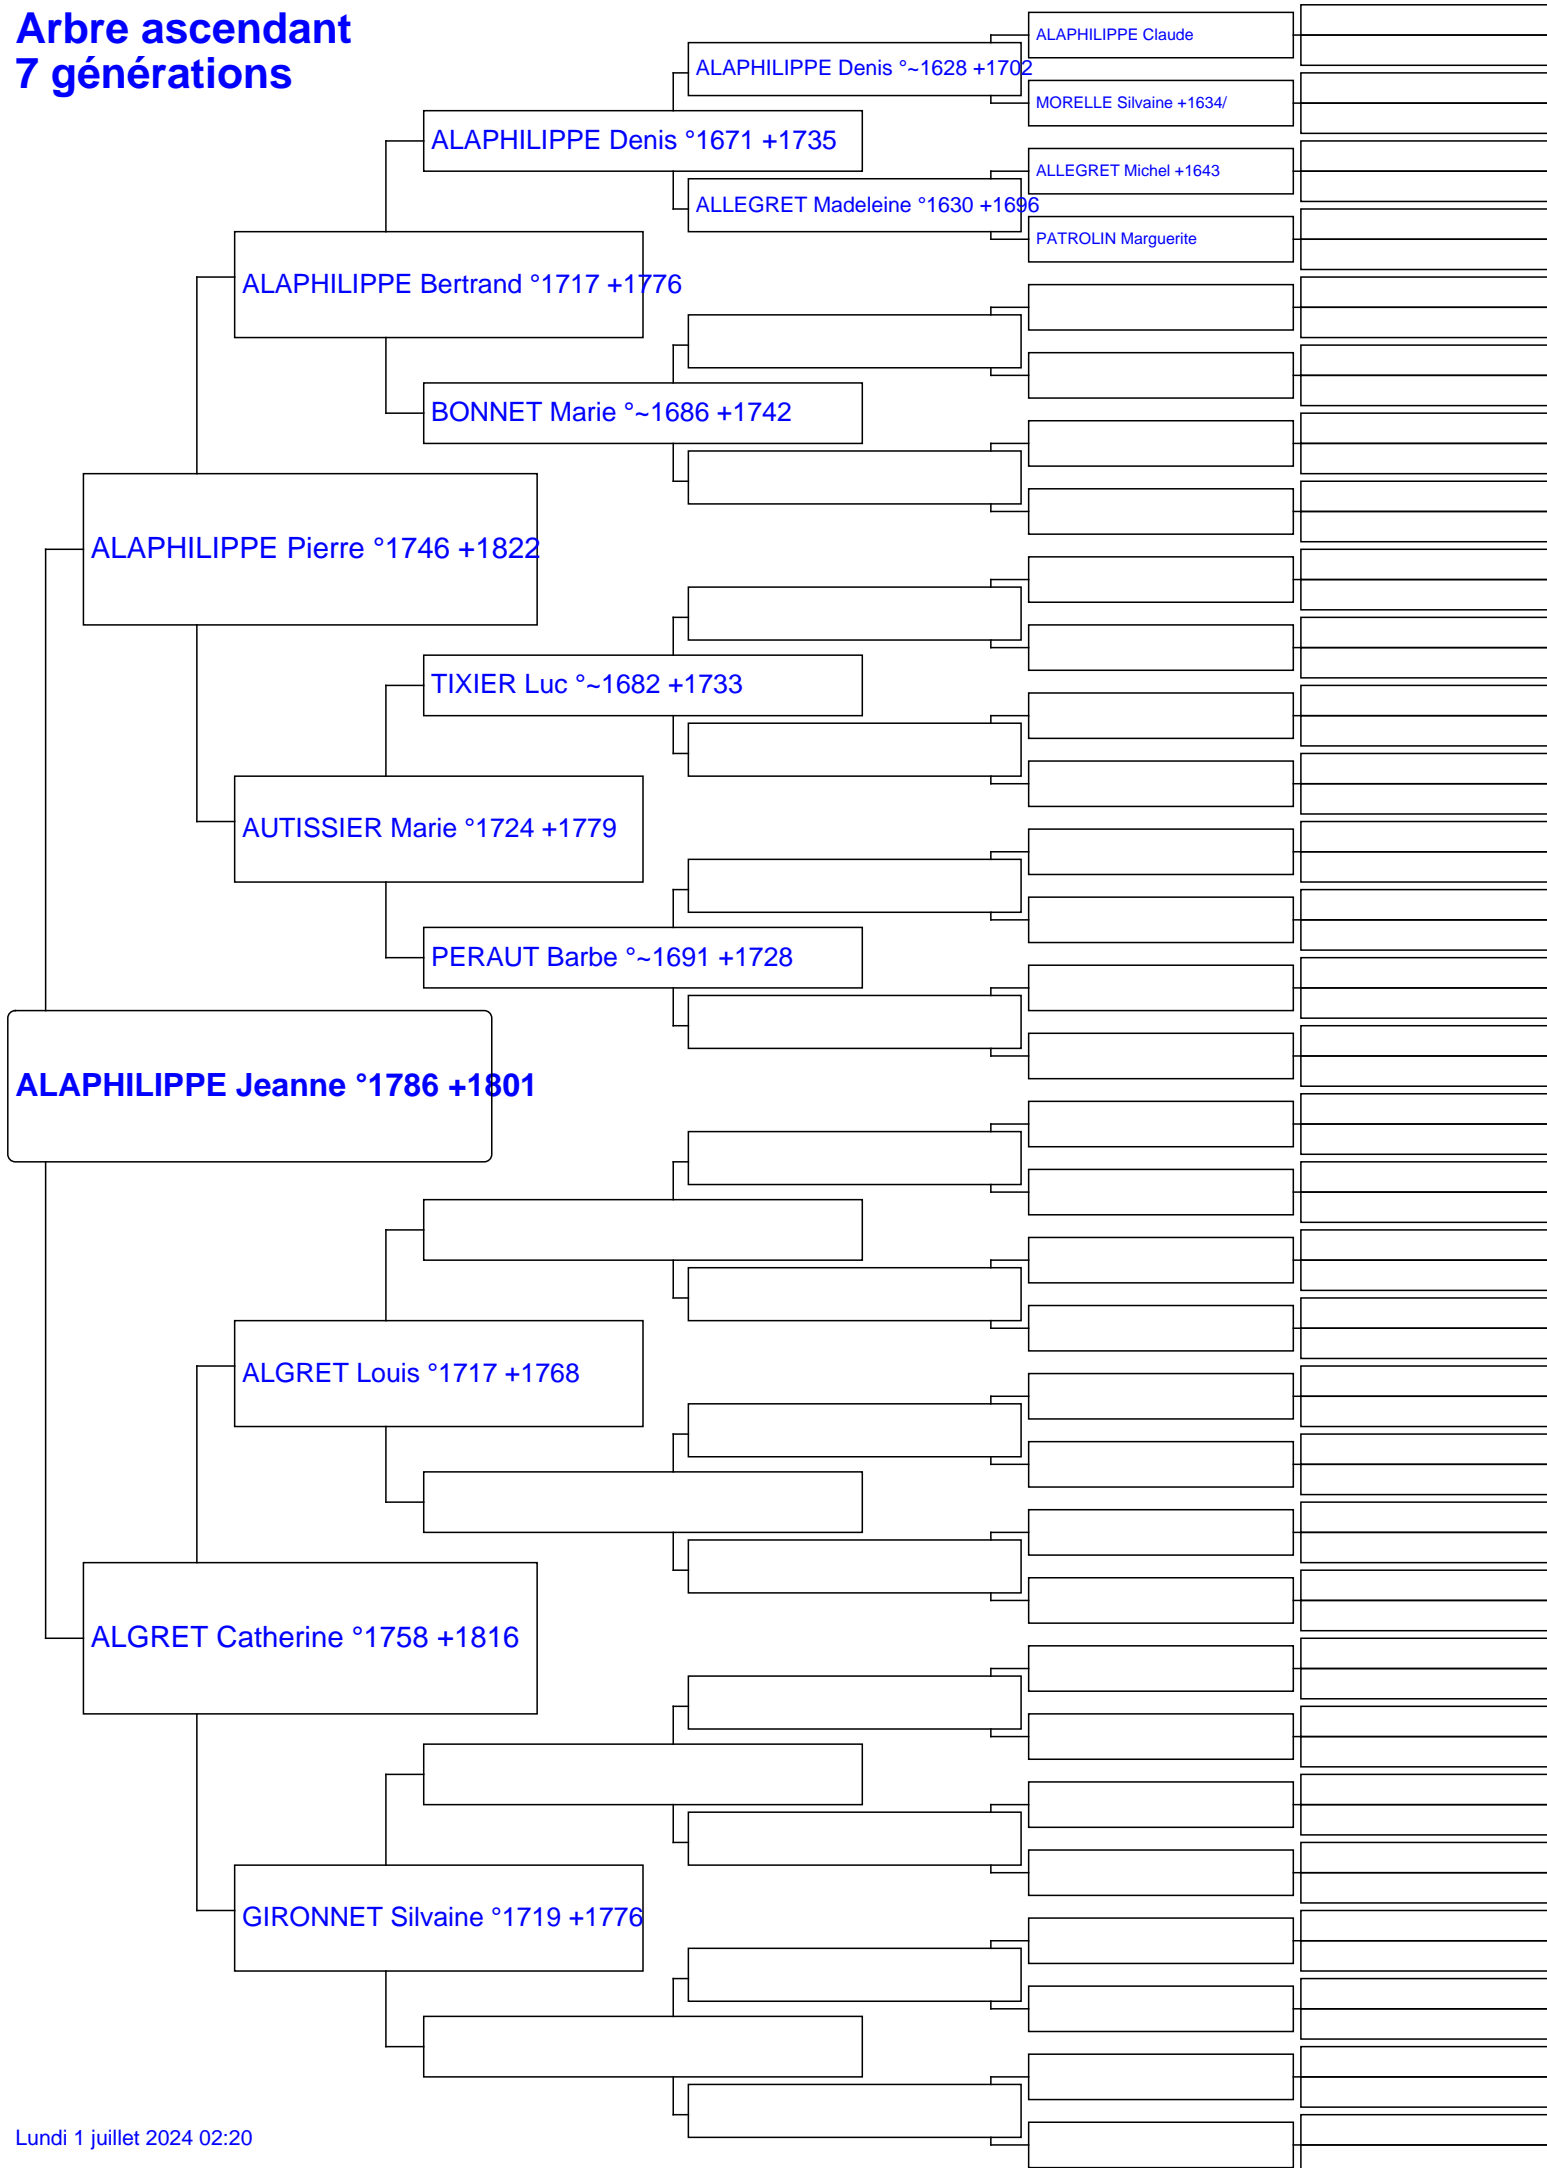 Arbre ascendant
7 générations
ALAPHILIPPE Claude
ALAPHILIPPE Denis °~1628 +1702
MORELLE Silvaine +1634/
ALAPHILIPPE Denis °1671 +1735
ALLEGRET Michel +1643
ALLEGRET Madeleine °1630 +1696
PATROLIN Marguerite
ALAPHILIPPE Bertrand °1717 +1776
BONNET Marie °~1686 +1742
ALAPHILIPPE Pierre °1746 +1822
TIXIER Luc °~1682 +1733
AUTISSIER Marie °1724 +1779
PERAUT Barbe °~1691 +1728
ALAPHILIPPE Jeanne °1786 +1801
ALGRET Louis °1717 +1768
ALGRET Catherine °1758 +1816
GIRONNET Silvaine °1719 +1776
Lundi 1 juillet 2024 02:20